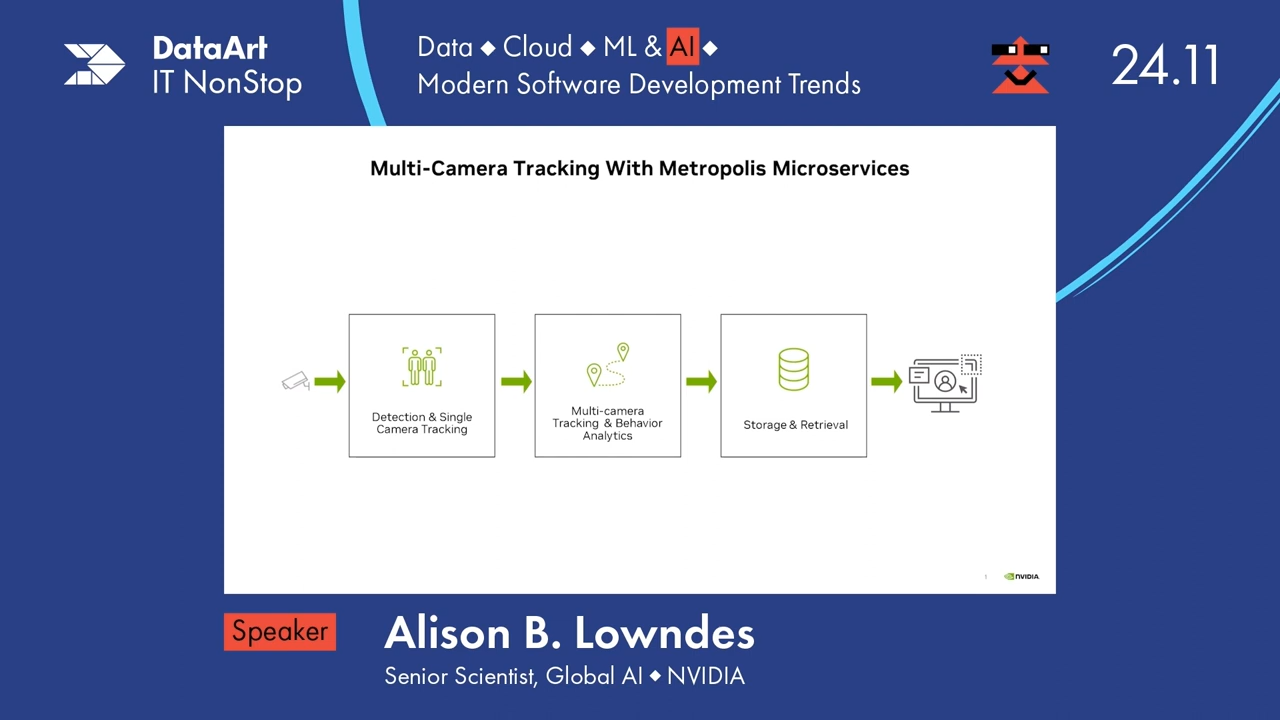 DataArt
IT NonStop
Data ◆ Cloud ◆ ML & AI ◆
Modern Software Development Trends
24.11
Multi-Camera Tracking With Metropolis Microservices
Detection & Single
Camera Tracking
Multi-camera
Tracking & Behavior
Analytics
Storage & Retrieval
1
NVIDIA
Speaker
Alison B. Lowndes
Senior Scientist, Global AI ◆ NVIDIA